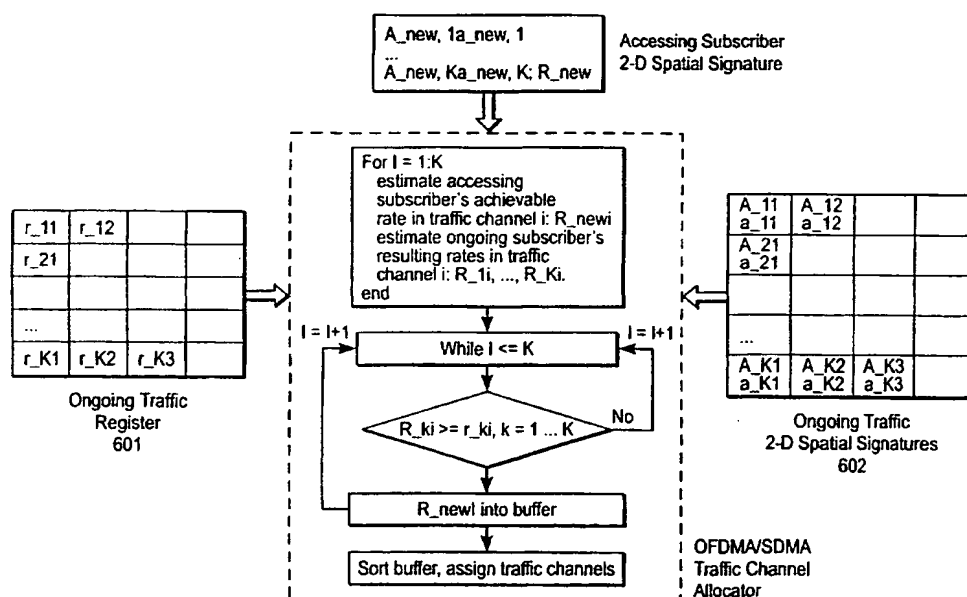 A_new, 1a_new, 1
...
A_new, Ka_new, K; R_new
Accessing Subscriber
2-D Spatial Signature
For I = 1:K
estimate accessing
subscriber's achievable
rate in traffic channel i: R_newi
estimate ongoing subscriber's
resulting rates in traffic
channel i: R_1i, ..., R_Ki.
end
r_11 r_12
r_21
...
r_K1 r_K2 r_K3
Ongoing Traffic
Register
601
A_11 A_12
a_11 a_12
A_21
a_21
...
A_K1 A_K2 A_K3
a_K1 a_K2 a_K3
Ongoing Traffic
2-D Spatial Signatures
602
I = I+1
I = I+1
While I <= K
R_ki >= r_ki, k = 1 ... K
No
R_newI into buffer
Sort buffer, assign traffic channels
OFDMA/SDMA
Traffic Channel
Allocator